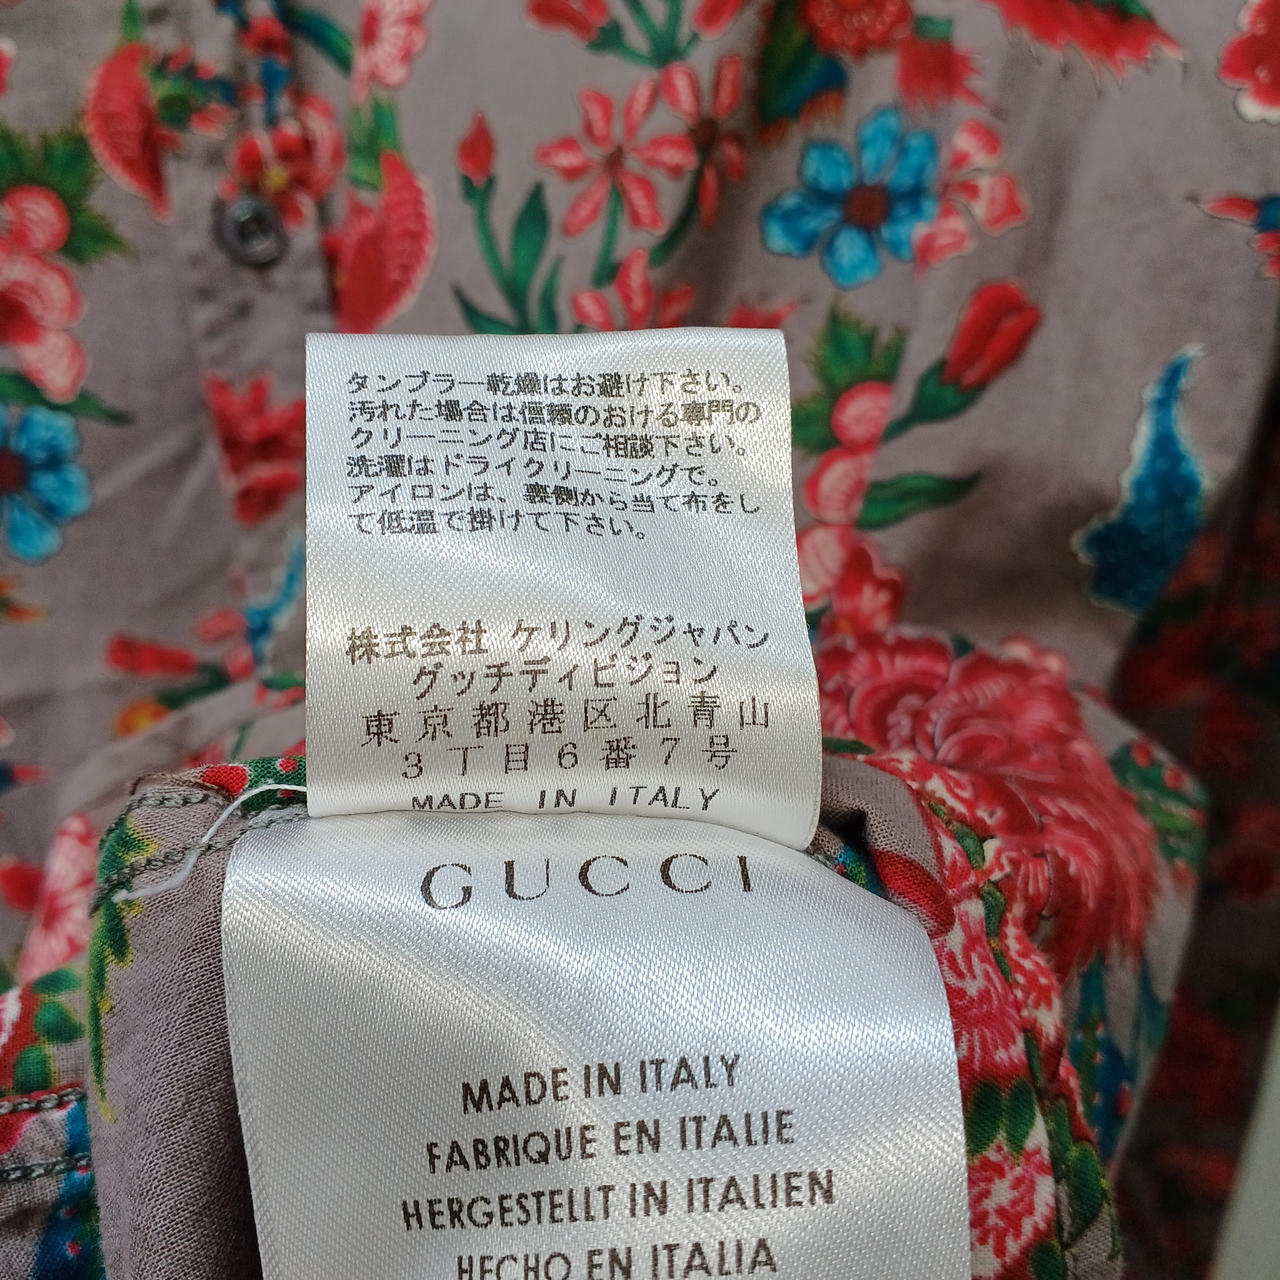 タンブラー乾燥はお避け下さい。
汚れた場合は信頼のおける専門の
クリーニング店にご相談下さい。
洗濯はドライクリーニングで。
アイロンは、裏側から当て布をし
て低温で掛けて下さい。
株式会社 ケリングジャパン
グッチディビジョン
東京都港区北青山
3丁目6番7号
MADE IN ITALY
GUCCI
MADE IN ITALY
FABRIQUE EN ITALIE
HERGESTELLT IN ITALIEN
HECHO EN ITALIA